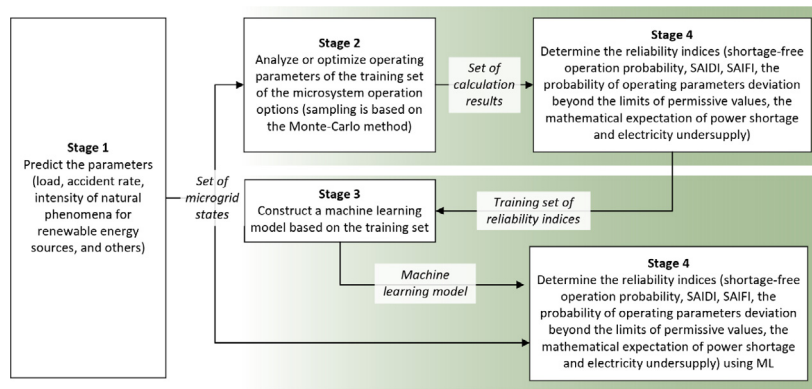 Stage 1
Predict the parameters
(load, accident rate,
intensity of natural
phenomena for
renewable energy
sources, and others)
Set of
microgrid
states
Stage 2
Analyze or optimize operating
parameters of the training set
of the microsystem operation
options (sampling is based on
the Monte-Carlo method)
Set of
calculation
results
Stage 4
Determine the reliability indices (shortage-free
operation probability, SAIDI, SAIFI, the
probability of operating parameters deviation
beyond the limits of permissive values, the
mathematical expectation of power shortage
and electricity undersupply)
Training set of
reliability indices
Stage 3
Construct a machine learning
model based on the training set
Machine
learning model
Stage 4
Determine the reliability indices (shortage-free
operation probability, SAIDI, SAIFI, the
probability of operating parameters deviation
beyond the limits of permissive values, the
mathematical expectation of power shortage
and electricity undersupply) using ML